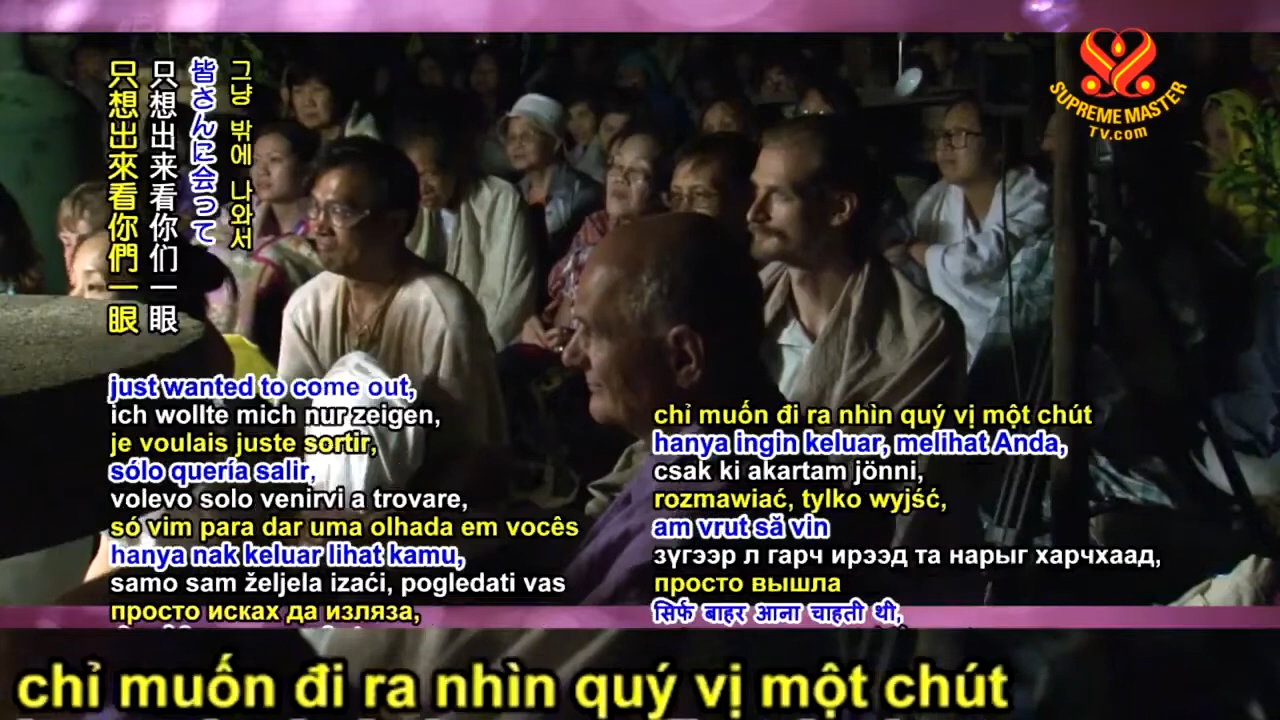 그냥 밖에 나와서
皆さんに会って
只想出来看你们一眼
只想出來看你們一眼
SUPREME MASTER
TV.com
just wanted to come out,
ich wollte mich nur zeigen,
je voulais juste sortir,
sólo quería salir,
volevo solo venirvi a trovare,
só vim para dar uma olhada em vocês
hanya nak keluar lihat kamu,
samo sam željela izaći, pogledati vas
просто исках да изляза,
chỉ muốn đi ra nhìn quý vị một chút
hanya ingin keluar, melihat Anda,
csak ki akartam jönni,
rozmawiać, tylko wyjść,
am vrut să vin
зүгээр л гарч ирээд та нарыг харчхаад,
просто вышла
सिर्फ बाहर आना चाहती थी,
chỉ muốn đi ra nhìn quý vị một chút